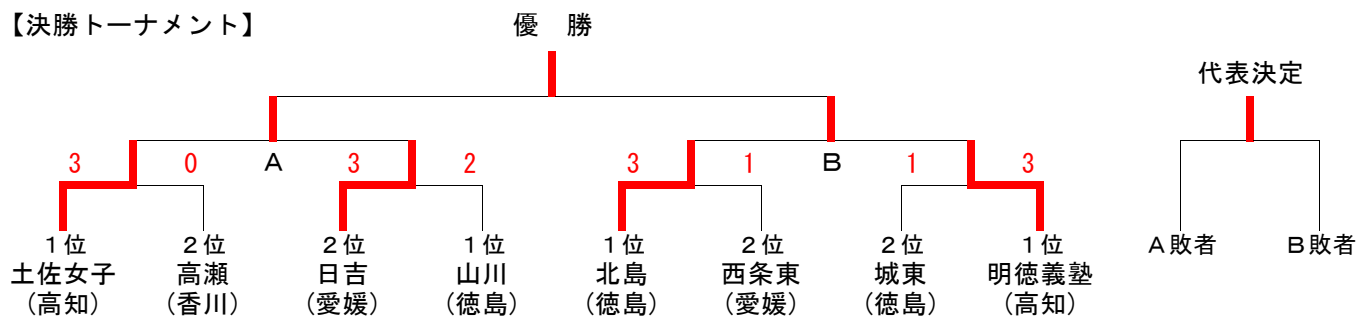 【決勝トーナメント】
優　勝
代表決定
3 0 A 3 2 3 1 B 1 3
1位 2位 2位 1位 1位 2位 2位 1位 A敗者 B敗者
土佐女子 高瀬 日吉 山川 北島 西条東 城東 明徳義塾
(高知) (香川) (愛媛) (徳島) (徳島) (愛媛) (徳島) (高知)